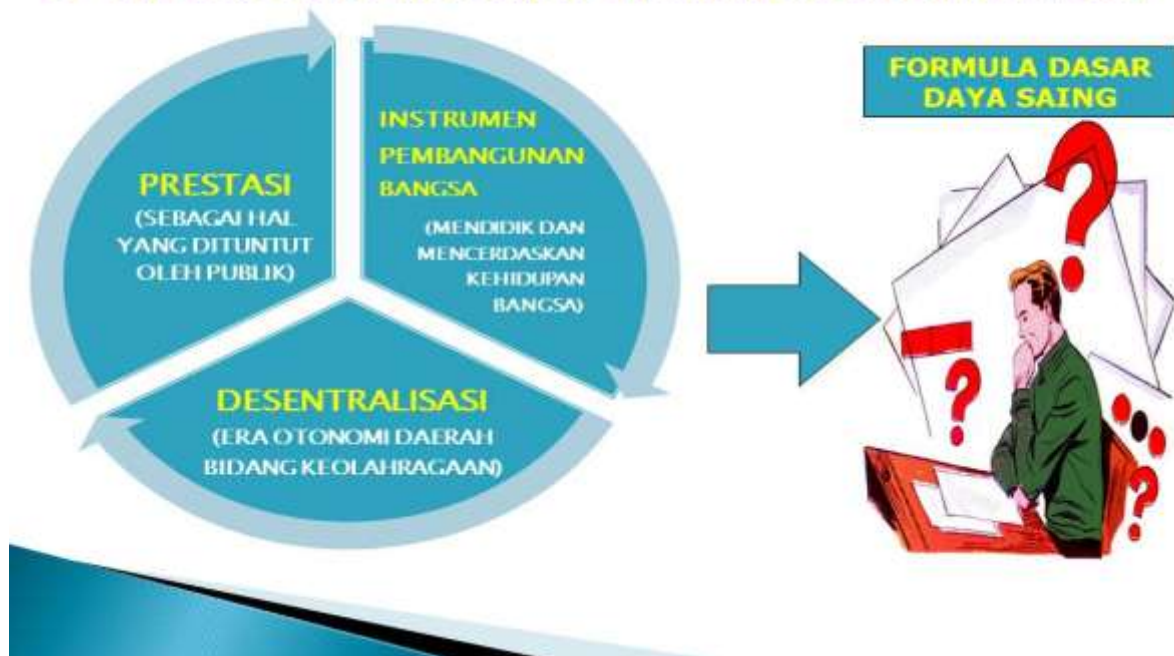 PRESTASI
(SEBAGAI HAL
YANG DITUNTUT
OLEH PUBLIK)
INSTRUMEN
PEMBANGUNAN
BANGSA
(MENDIDIK DAN
MENCERDASKAN
KEHIDUPAN
BANGSA)
DESENTRALISASI
(ERA OTONOMI DAERAH
BIDANG KEOLAHRAGAAN)
FORMULA DASAR
DAYA SAING
?
?
?